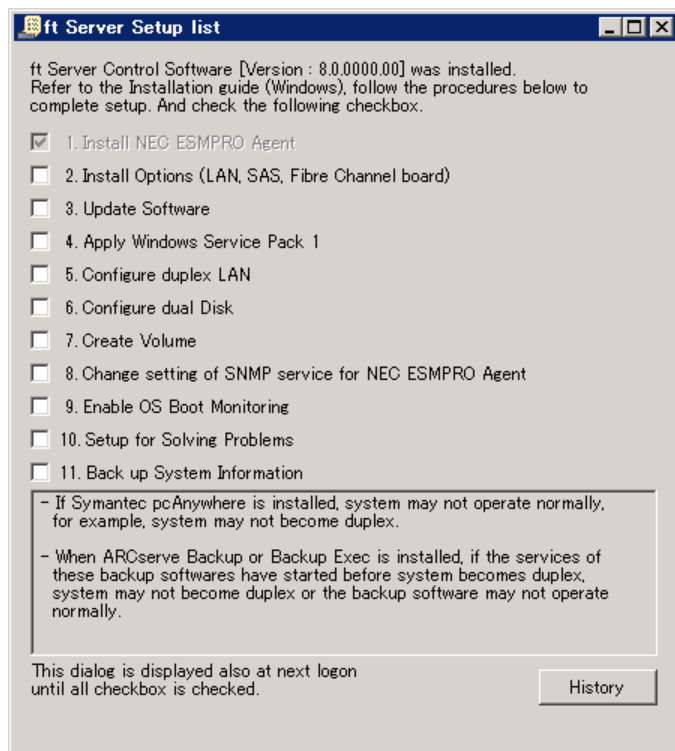 ft Server Setup list
ft Server Control Software [Version : 8.0.0000.00] was installed.
Refer to the Installation guide (Windows), follow the procedures below to
complete setup. And check the following checkbox.
1. Install NEC ESMPRO Agent
2. Install Options (LAN, SAS, Fibre Channel board)
3. Update Software
4. Apply Windows Service Pack 1
5. Configure duplex LAN
6. Configure dual Disk
7. Create Volume
8. Change setting of SNMP service for NEC ESMPRO Agent
9. Enable OS Boot Monitoring
10. Setup for Solving Problems
11. Back up System Information
- If Symantec pcAnywhere is installed, system may not operate normally,
for example, system may not become duplex.
- When ARCserve Backup or Backup Exec is installed, if the services of
these backup softwares have started before system becomes duplex,
system may not become duplex or the backup software may not operate
normally.
This dialog is displayed also at next logon
until all checkbox is checked.
History